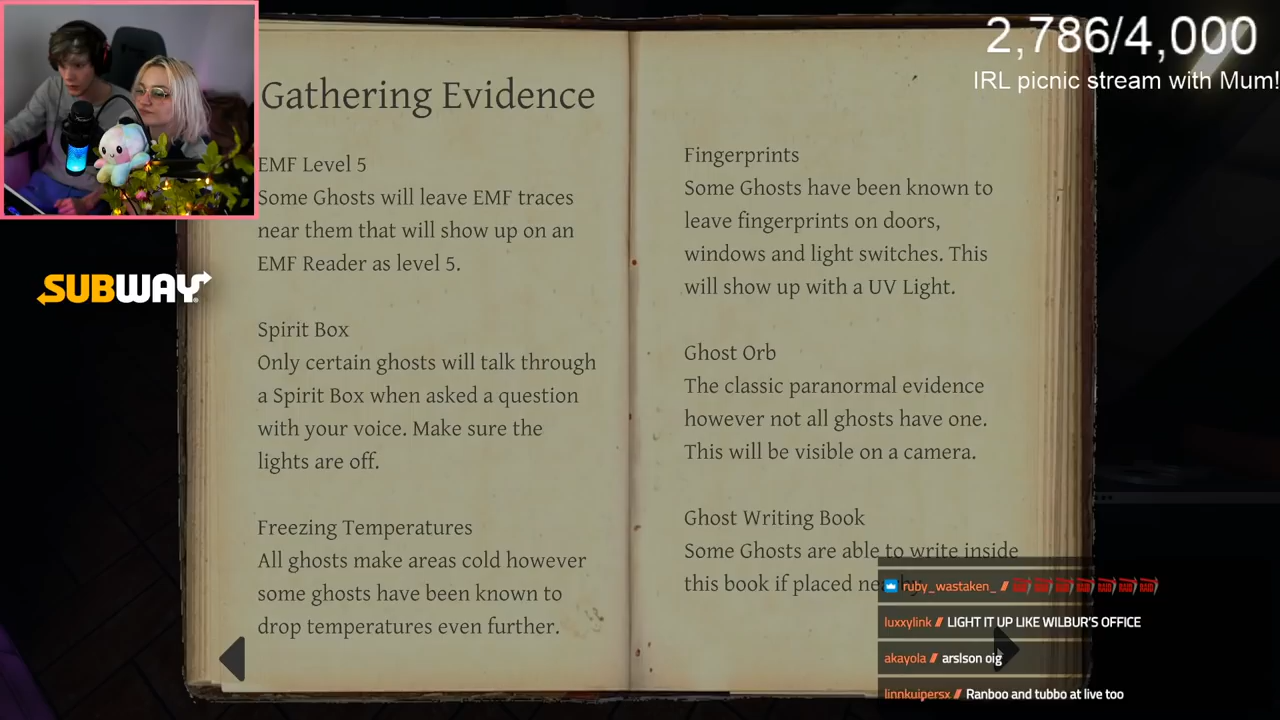 2,786/4,000
IRL picnic stream with Mum!
SUBWAY
Gathering Evidence
EMF Level 5
Some Ghosts will leave EMF traces
near them that will show up on an
EMF Reader as level 5.
Spirit Box
Only certain ghosts will talk through
a Spirit Box when asked a question
with your voice. Make sure the
lights are off.
Freezing Temperatures
All ghosts make areas cold however
some ghosts have been known to
drop temperatures even further.
Fingerprints
Some Ghosts have been known to
leave fingerprints on doors,
windows and light switches. This
will show up with a UV Light.
Ghost Orb
The classic paranormal evidence
however not all ghosts have one.
This will be visible on a camera.
Ghost Writing Book
Some Ghosts are able to write inside
this book if placed
ruby_wastaken_ // RAID RAID RAID RAID RAID RAID RAID
luxxylink // LIGHT IT UP LIKE WILBUR'S OFFICE
akayola // arslson oig
linnkuipersx // Ranboo and tubbo at live too